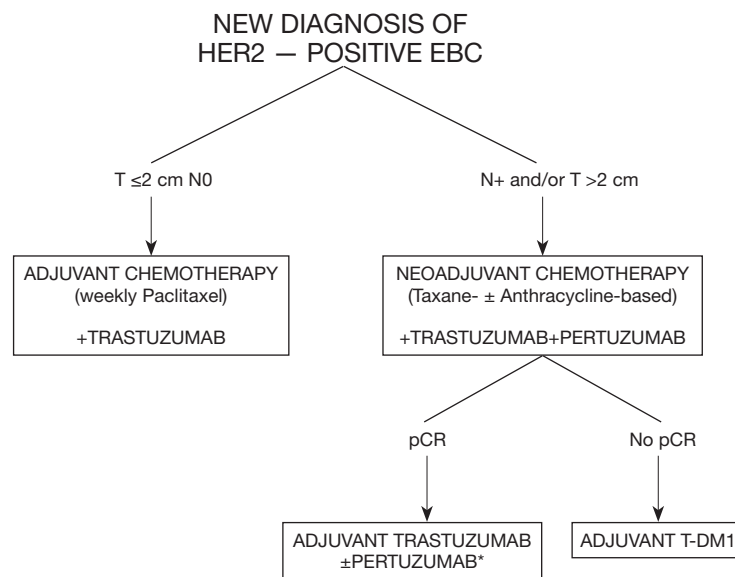 NEW DIAGNOSIS OF
HER2 — POSITIVE EBC
T ≤2 cm N0
N+ and/or T >2 cm
ADJUVANT CHEMOTHERAPY
(weekly Paclitaxel)
+TRASTUZUMAB
NEOADJUVANT CHEMOTHERAPY
(Taxane- ± Anthracycline-based)
+TRASTUZUMAB+PERTUZUMAB
pCR
No pCR
ADJUVANT TRASTUZUMAB
±PERTUZUMAB*
ADJUVANT T-DM1